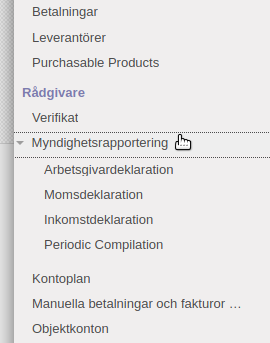 Betalningar
Leverantörer
Purchasable Products
Rådgivare
Verifikat
Myndighetsrapportering
Arbetsgivardeklaration
Momsdeklaration
Inkomstdeklaration
Periodic Compilation
Kontoplan
Manuella betalningar och fakturor ...
Objektkonton